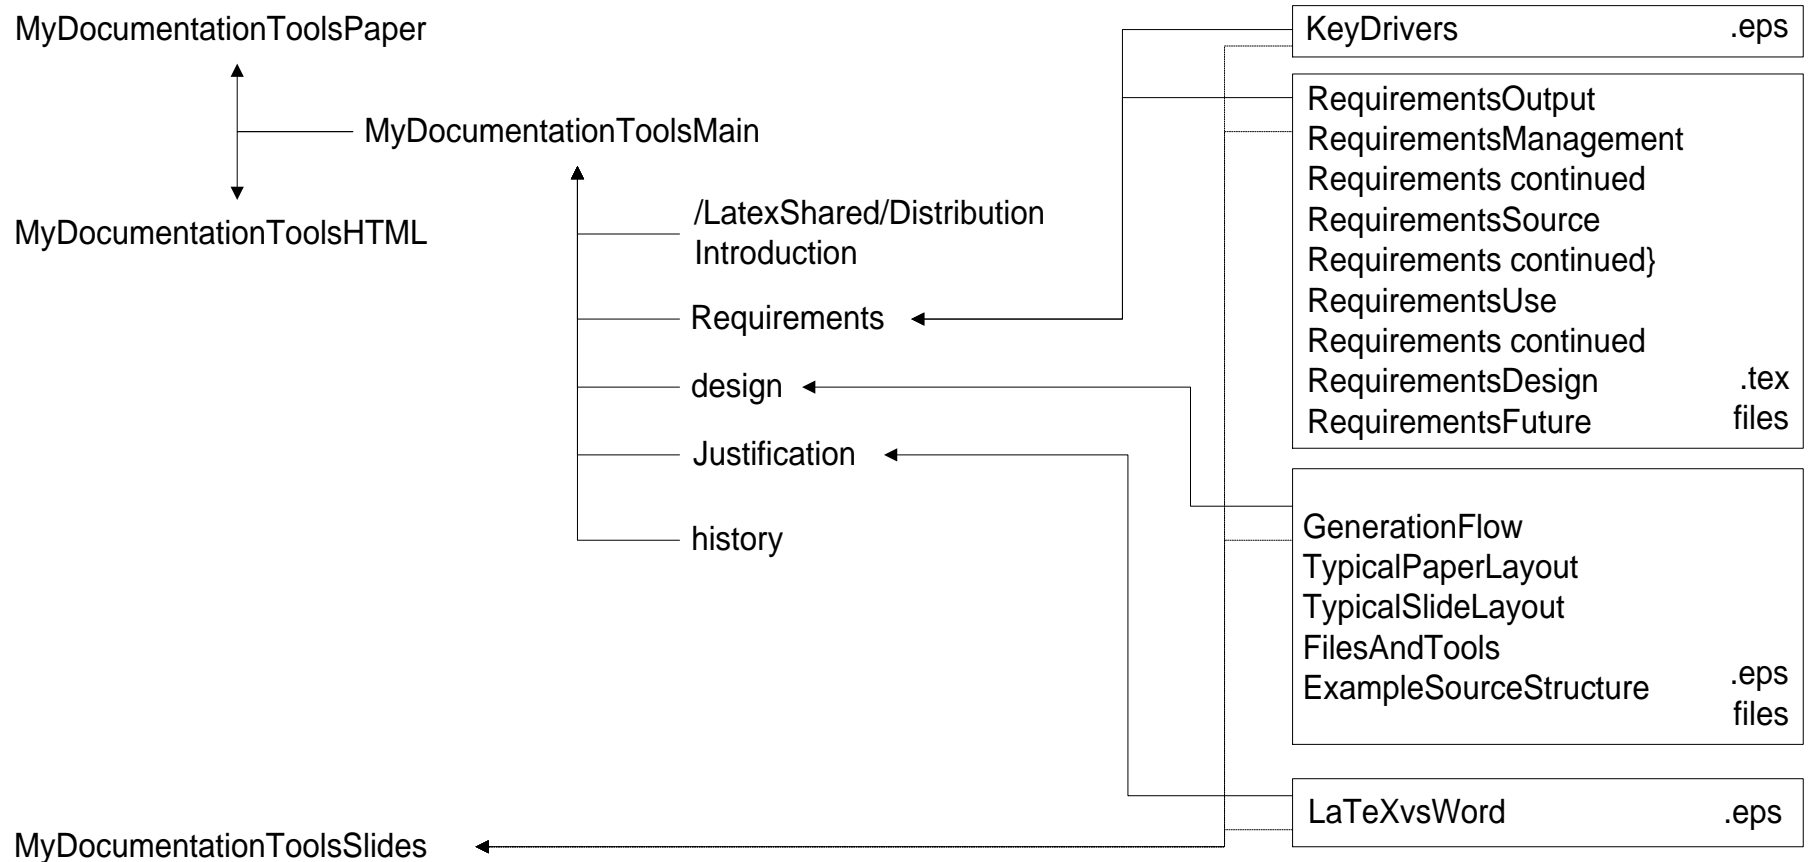 MyDocumentationToolsPaper
MyDocumentationToolsMain
MyDocumentationToolsHTML
/LatexShared/Distribution
Introduction
Requirements
design
Justification
history
MyDocumentationToolsSlides
KeyDrivers .eps
RequirementsOutput
RequirementsManagement
Requirements continued
RequirementsSource
Requirements continued}
RequirementsUse
Requirements continued
RequirementsDesign .tex
RequirementsFuture files
GenerationFlow
TypicalPaperLayout
TypicalSlideLayout
FilesAndTools
ExampleSourceStructure .eps
files
LaTeXvsWord .eps